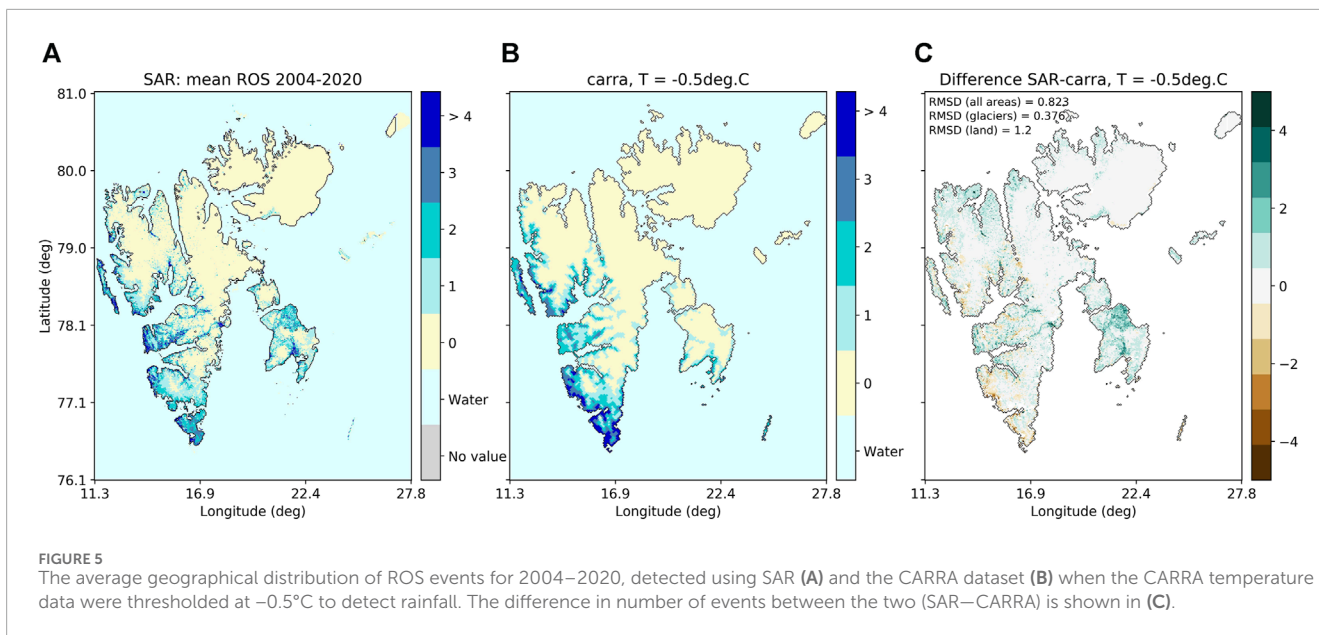 A
SAR: mean ROS 2004-2020
81.0
80.0
79.0
78.1
77.1
76.1
Latitude (deg)
11.3
16.9
22.4
27.8
Longitude (deg)
> 4
3
2
1
0
Water
No value
B
carra, T = -0.5deg.C
11.3
16.9
22.4
27.8
Longitude (deg)
> 4
3
2
1
0
Water
C
Difference SAR-carra, T = -0.5deg.C
RMSD (all areas) = 0.823
RMSD (glaciers) = 0.376
RMSD (land) = 1.2
11.3
16.9
22.4
27.8
Longitude (deg)
4
2
0
−2
−4
FIGURE 5
The average geographical distribution of ROS events for 2004–2020, detected using SAR (A) and the CARRA dataset (B) when the CARRA temperature
data were thresholded at −0.5°C to detect rainfall. The difference in number of events between the two (SAR—CARRA) is shown in (C).